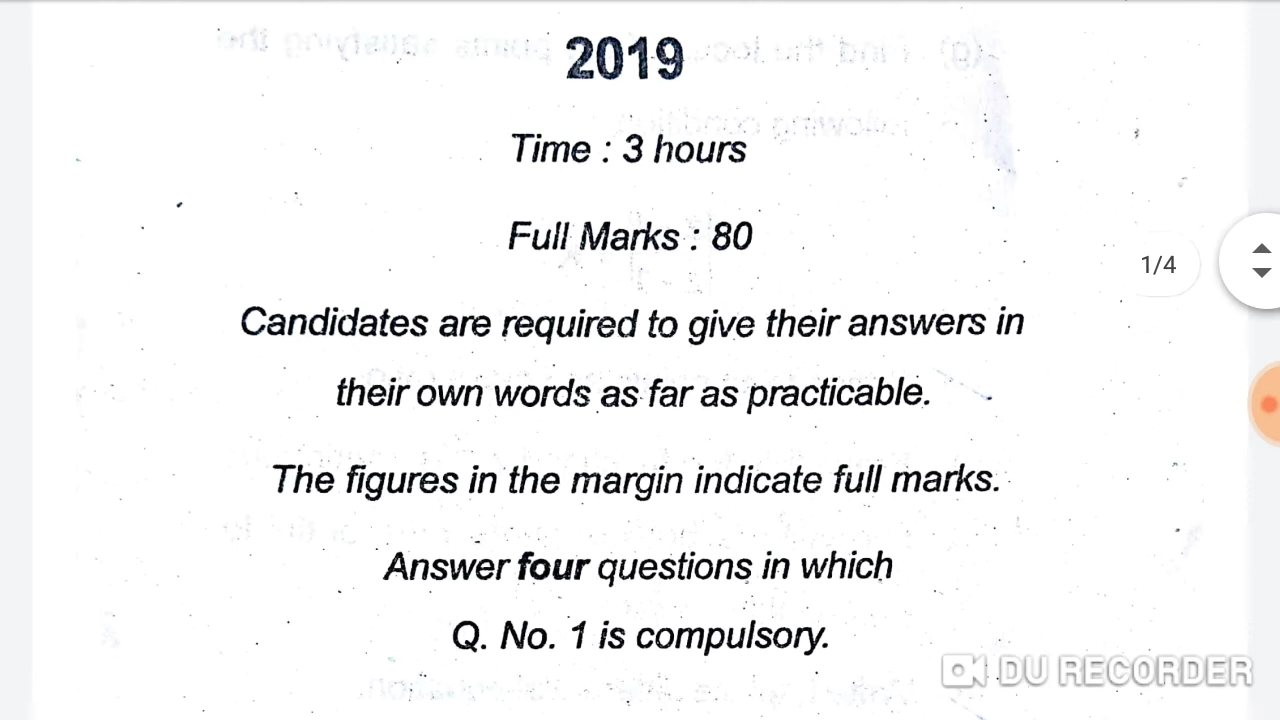 2019
Time : 3 hours
Full Marks : 80
1/4
Candidates are required to give their answers in
their own words as far as practicable.
The figures in the margin indicate full marks.
Answer four questions in which
Q. No. 1 is compulsory.
DU RECORDER